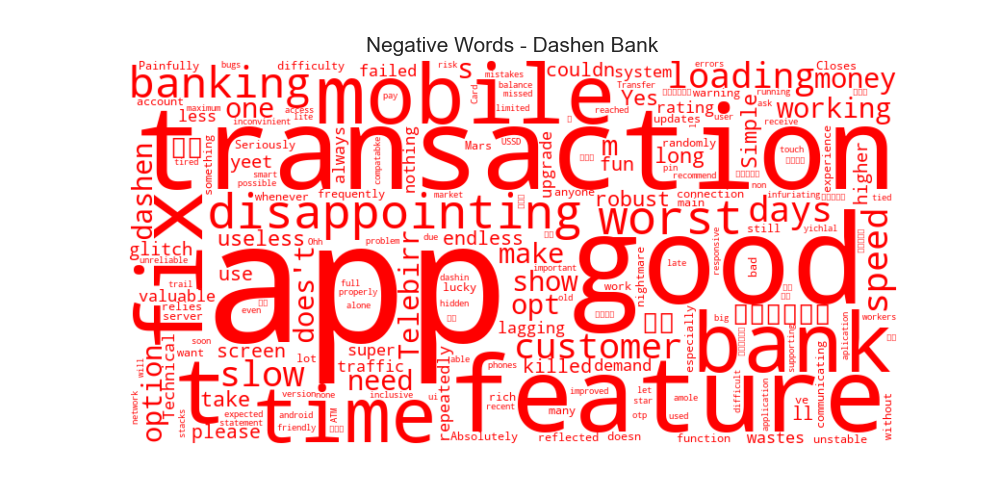 Negative Words - Dashen Bank
Painfully
bugs
difficulty
failed
risk
s
mistakes
couldn
system
loading
Closes
banking
mobile
Card
balance
missed
Transfer
errors
money
account
maximum
access
less
one
pay
limited
Yes
reached
warning
running
working
inconvinient
lite
updates
rating
user
ask
receive
transaction
dashen
Seriously
yeet
always
compatabke
nothing
Mars
USSD
upgrade
m
fun
long
randomly
Simple
touch
experience
higher
something
tired
smart
possible
pin
recommend
l
infuriating
non
tied
whenever
frequently
market
anyone
robust
connection
main
disappointing
worst
days
still
yichlal
fix
glitch
useless
Ohh
problem
due
endless
make
good
speed
unreliable
does't
Telebirr
app
important
show
nightmare
late
responsive
bad
trail
use
full
properly
alone
dashin
lucky
hidden
old
work
opt
valuable
relies
server
even
lagging
customer
bank
especially
big
supporting
workers
aplication
option
Technical
soon
want
screen
lot
super
traffic
able
phones
killed
demand
t
slow
need
take
time
feature
will
network
stacks
version
none
inclusive
ui
repeatedly
rich
recent
improved
let
star
amole
difficult
application
ve
ll
communicating
without
expected
statement
android
friendly
ATM
many
otp
used
please
Absolutely
reflected
doesn
function
wastes
unstable